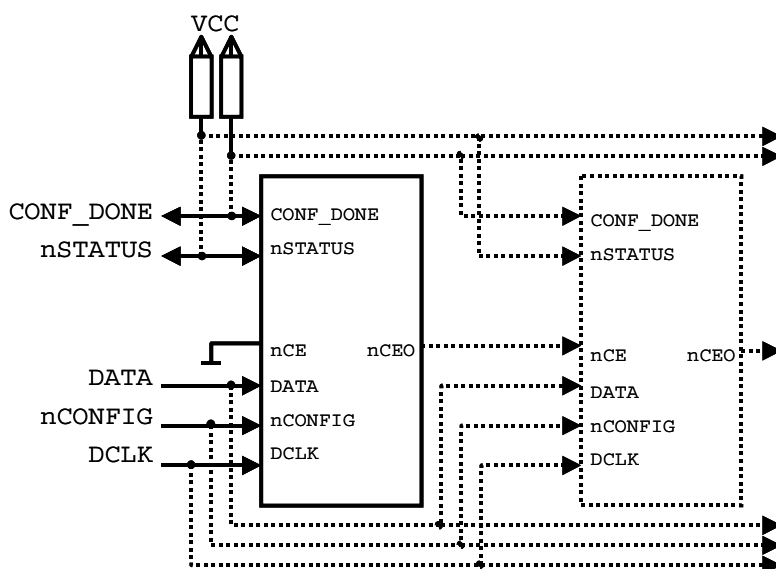 VCC
CONF_DONE
nSTATUS
DATA
nCONFIG
DCLK
CONF_DONE
nSTATUS
nCE
nCEO
DATA
nCONFIG
DCLK
CONF_DONE
nSTATUS
nCE
nCEO
DATA
nCONFIG
DCLK